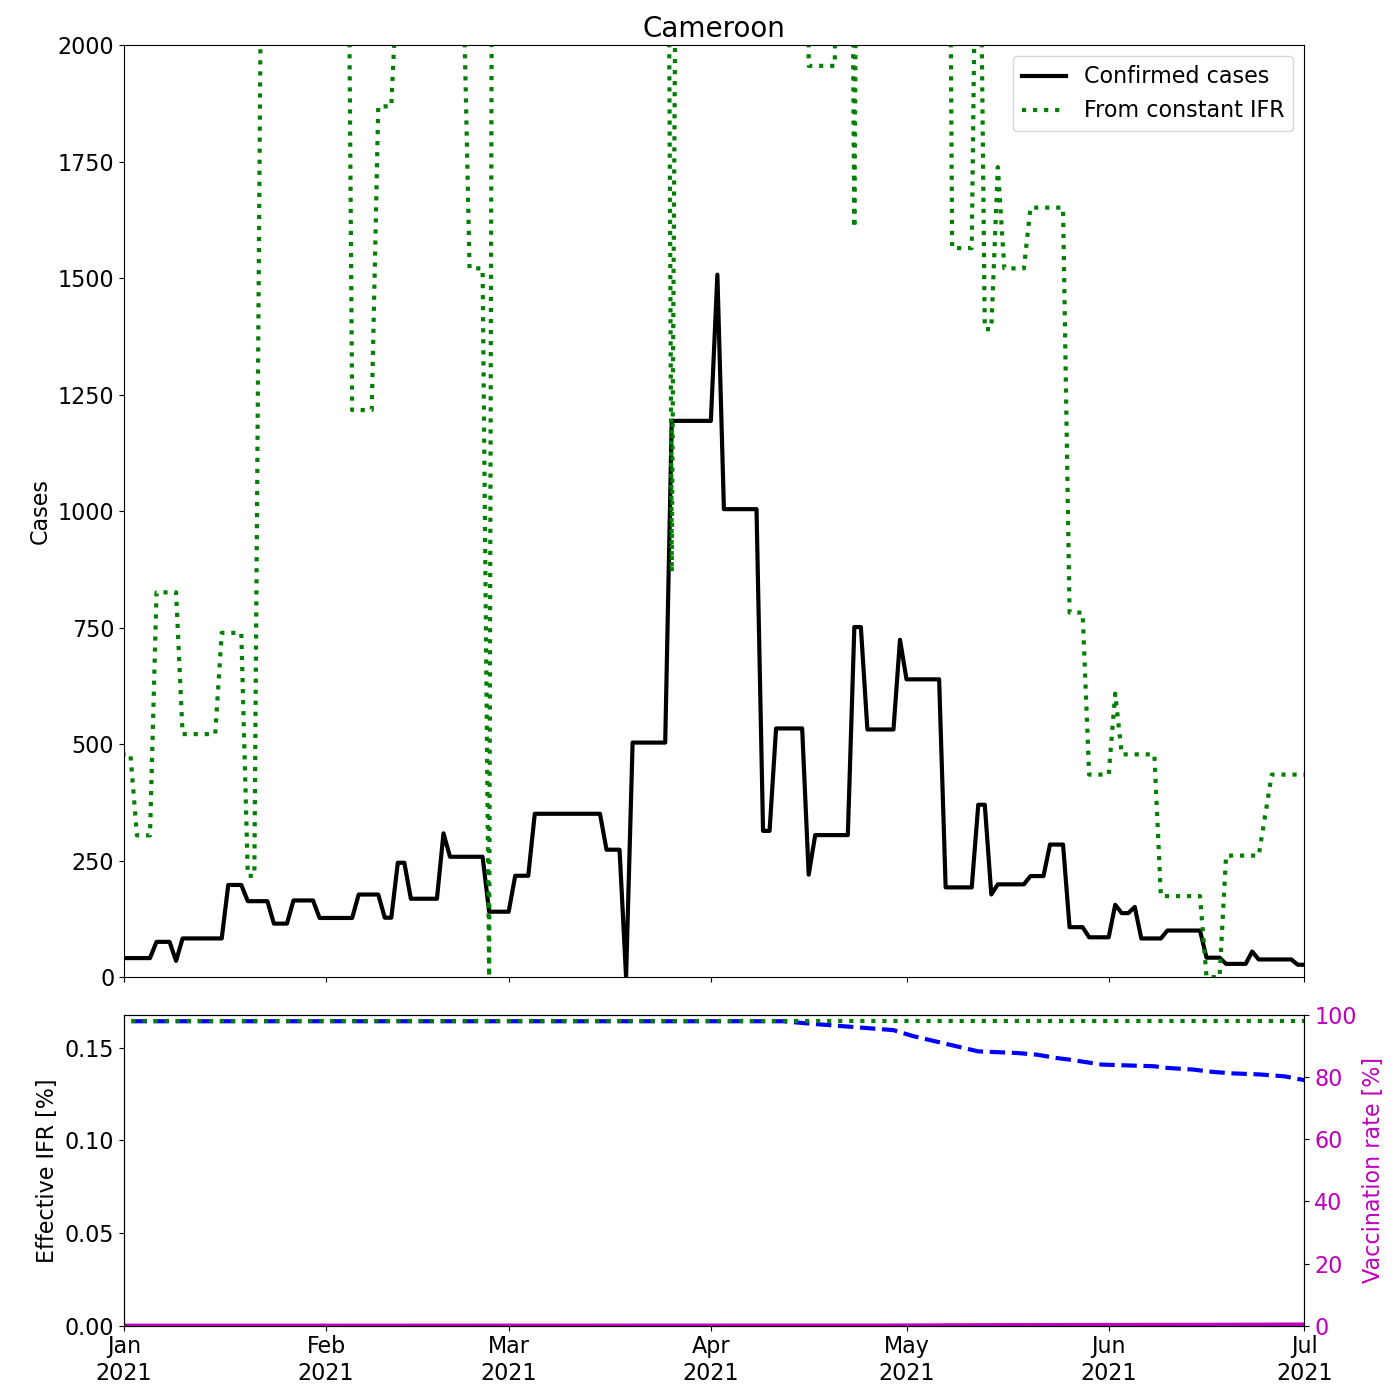 Cameroon
2000
1750
1500
1250
1000
750
500
250
0
Cases
Confirmed cases
From constant IFR
0.15
0.10
0.05
0.00
Effective IFR [%]
100
80
60
40
20
0
Vaccination rate [%]
Jan
2021
Feb
2021
Mar
2021
Apr
2021
May
2021
Jun
2021
Jul
2021